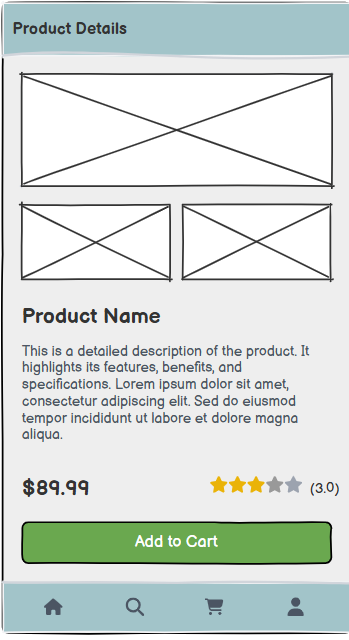 Product Details
Product Name
This is a detailed description of the product. It
highlights its features, benefits, and
specifications. Lorem ipsum dolor sit amet,
consectetur adipiscing elit. Sed do eiusmod
tempor incididunt ut labore et dolore magna
aliqua.
$89.99 (3.0)
Add to Cart